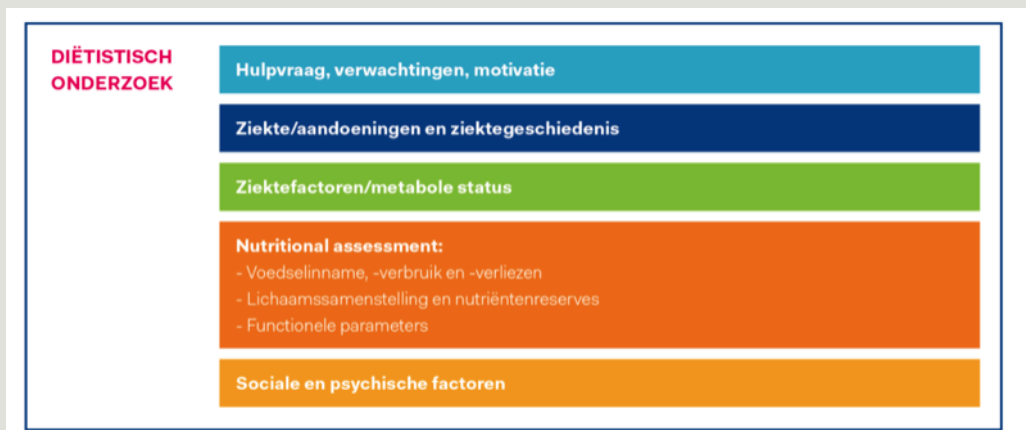 DIËTISTISCH
ONDERZOEK
Hulpvraag, verwachtingen, motivatie
Ziekte/aandoeningen en ziektegeschiedenis
Ziektefactoren/metabole status
Nutritional assessment:
- Voedselinname, -verbruik en -verliezen
- Lichaamssamenstelling en nutriëntenreserves
- Functionele parameters
Sociale en psychische factoren